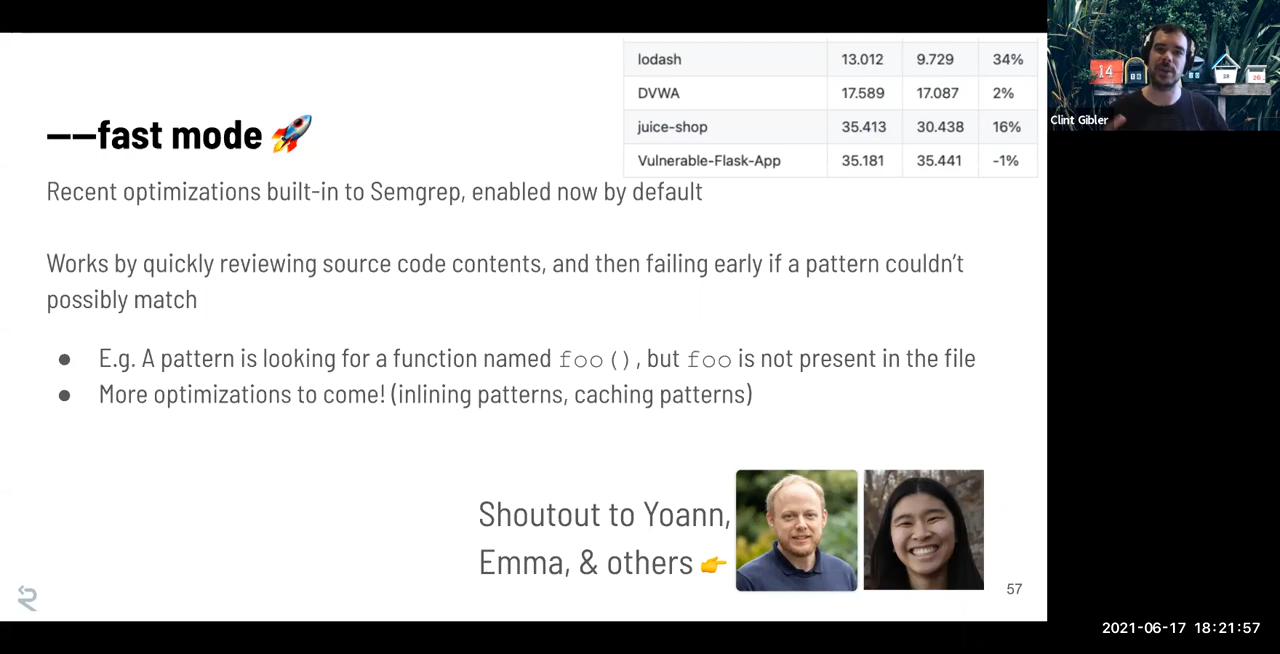 lodash 13.012 9.729 34%
DVWA 17.589 17.087 2%
juice-shop 35.413 30.438 16%
Vulnerable-Flask-App 35.181 35.441 -1%
--fast mode 🚀
Recent optimizations built-in to Semgrep, enabled now by default
Works by quickly reviewing source code contents, and then failing early if a pattern couldn't
possibly match
● E.g. A pattern is looking for a function named foo(), but foo is not present in the file
● More optimizations to come! (inlining patterns, caching patterns)
Shoutout to Yoann,
Emma, & others 👉
57
14
Clint Gibler
2021-06-17 18:21:57